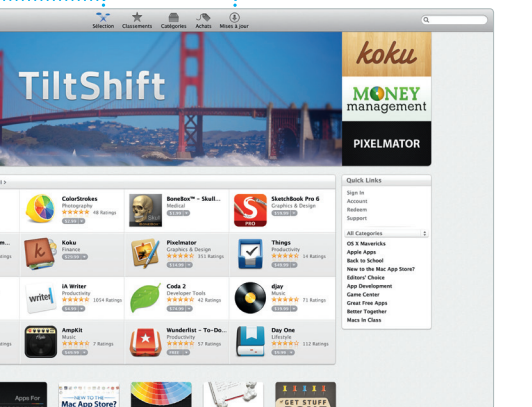 Sélection Classements Catégories Achats Mises à jour
TiltShift
koku
MONEY
management
PIXELMATOR
ColorStrokes
Photography
48 Ratings
BoneBox™ – Skull...
Medical
SketchBook Pro 6
Graphics & Design
Koku
Finance
Pixelmator
Graphics & Design
351 Ratings
Things
Productivity
14 Ratings
iA Writer
Productivity
1014 Ratings
Coda 2
Developer Tools
42 Ratings
djay
Music
71 Ratings
AmpKit
Music
7 Ratings
Wunderlist – To-Do...
Productivity
57 Ratings
Day One
Lifestyle
112 Ratings
Quick Links
Sign In
Account
Redeem
Support
All Categories
OS X Mavericks
Apple Apps
Back to School
New to the Mac App Store?
Editors' Choice
App Development
Game Center
Great Free Apps
Better Together
Macs In Class
Apps For
NEW TO THE
Mac App Store?
GET STUFF